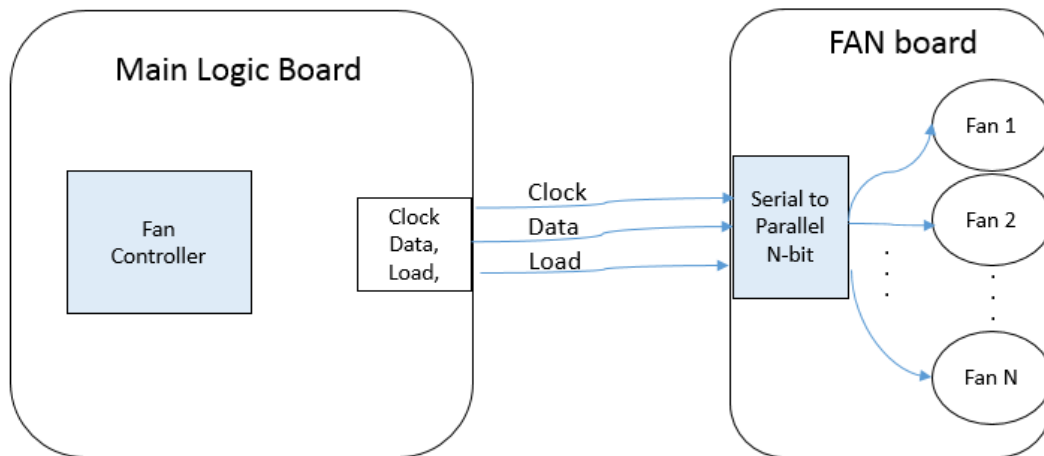 Main Logic Board
Fan
Controller
Clock
Data,
Load,
Clock
Data
Load
FAN board
Serial to
Parallel
N-bit
Fan 1
Fan 2
Fan N